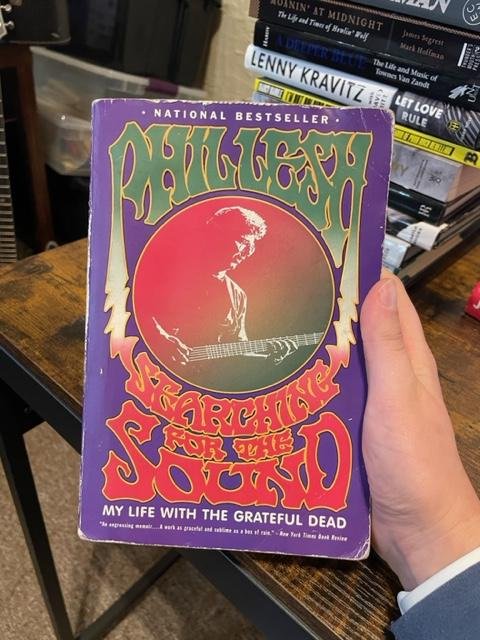 · NATIONAL BESTSELLER ·
PHIL LESH
SEARCHING
FOR THE
SOUND
MY LIFE WITH THE GRATEFUL DEAD
"An engrossing memoir....A work as graceful and sublime as a box of rain." –New York Times Book Review
MOANIN' AT MIDNIGHT
The Life and Times of Howlin' Wolf
James Segrest
Mark Hoffman
A DEEPER BLUE
The Life and Music of
Townes Van Zandt
LENNY KRAVITZ
LET LOVE
RULE